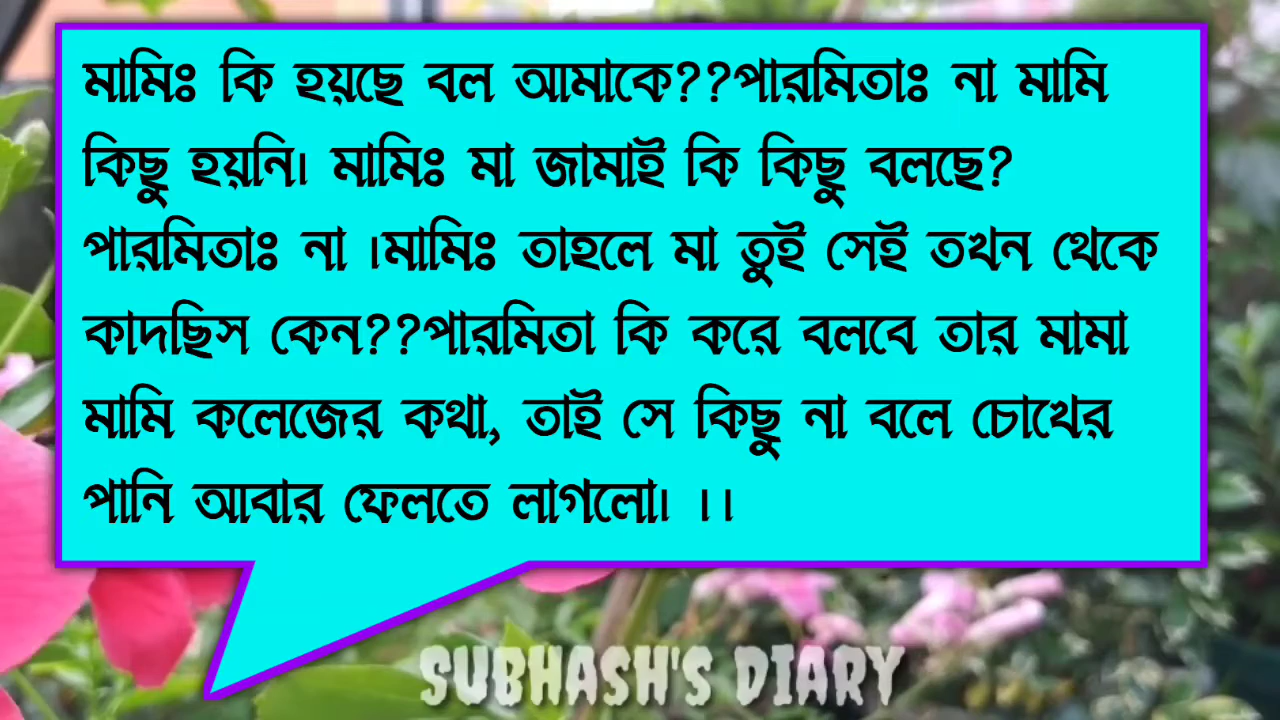 মামিঃ কি হয়ছে বল আমাকে??পারমিতাঃ না মামি
কিছু হয়নি। মামিঃ মা জামাই কি কিছু বলছে?
পারমিতাঃ না ।মামিঃ তাহলে মা তুই সেই তখন থেকে
কাদছিস কেন??পারমিতা কি করে বলবে তার মামা
মামি কলেজের কথা, তাই সে কিছু না বলে চোখের
পানি আবার ফেলতে লাগলো। ।।
SUBHASH'S DIARY